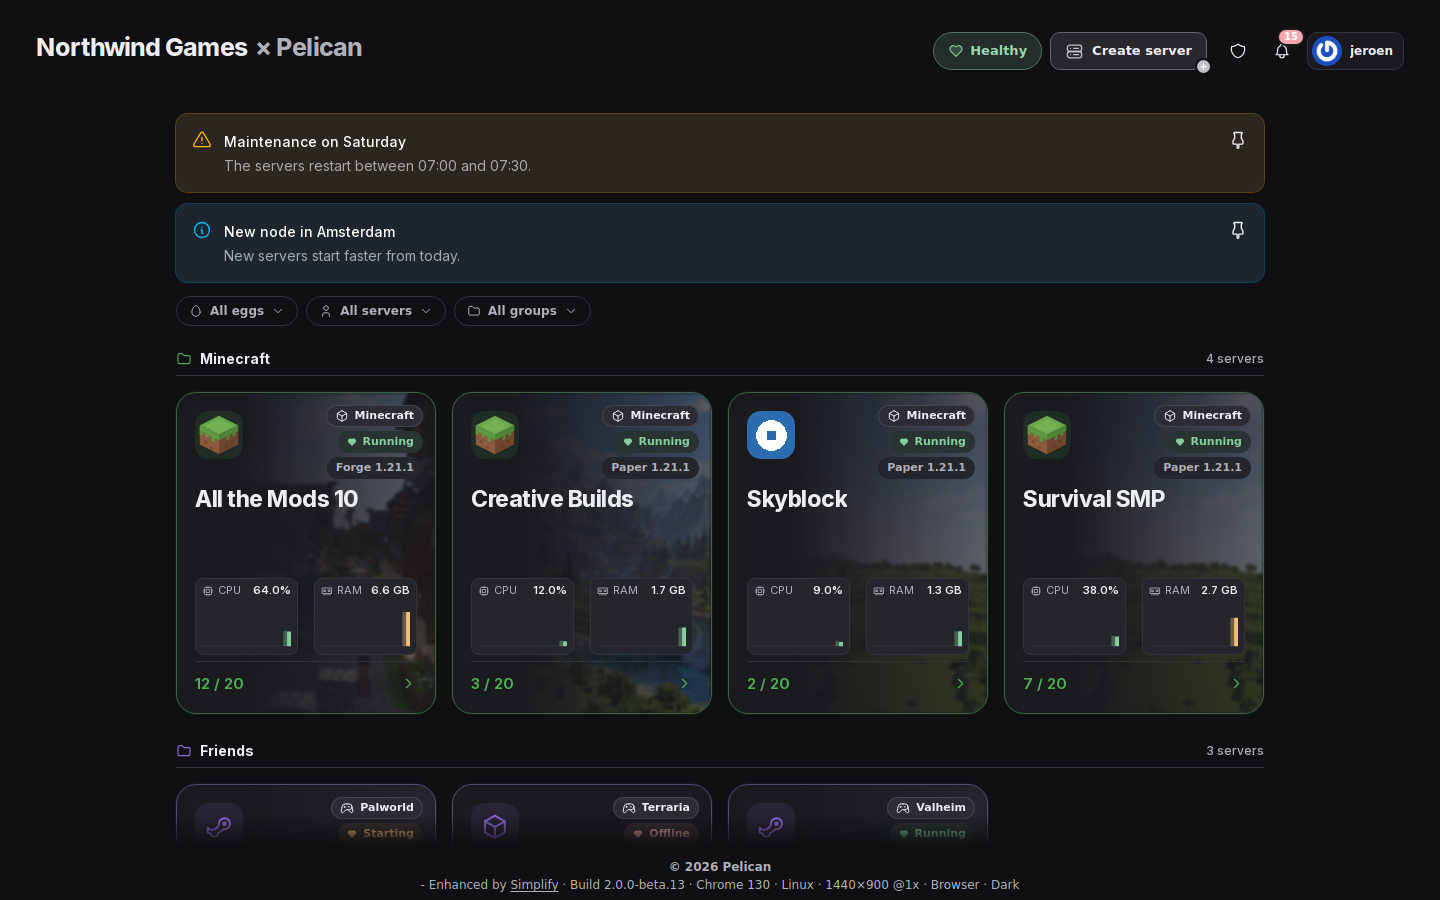 Northwind Games × Pelican
Healthy
Create server
15
jeroen
Maintenance on Saturday
The servers restart between 07:00 and 07:30.
New node in Amsterdam
New servers start faster from today.
All eggs
All servers
All groups
Minecraft
4 servers
Minecraft
Running
Forge 1.21.1
All the Mods 10
CPU 64.0%
RAM 6.6 GB
12 / 20
Minecraft
Running
Paper 1.21.1
Creative Builds
CPU 12.0%
RAM 1.7 GB
3 / 20
Minecraft
Running
Paper 1.21.1
Skyblock
CPU 9.0%
RAM 1.3 GB
2 / 20
Minecraft
Running
Paper 1.21.1
Survival SMP
CPU 38.0%
RAM 2.7 GB
7 / 20
Friends
3 servers
Palworld
Starting
Terraria
Offline
Valheim
Running
© 2026 Pelican
- Enhanced by Simplify · Build 2.0.0-beta.13 · Chrome 130 · Linux · 1440×900 @1x · Browser · Dark